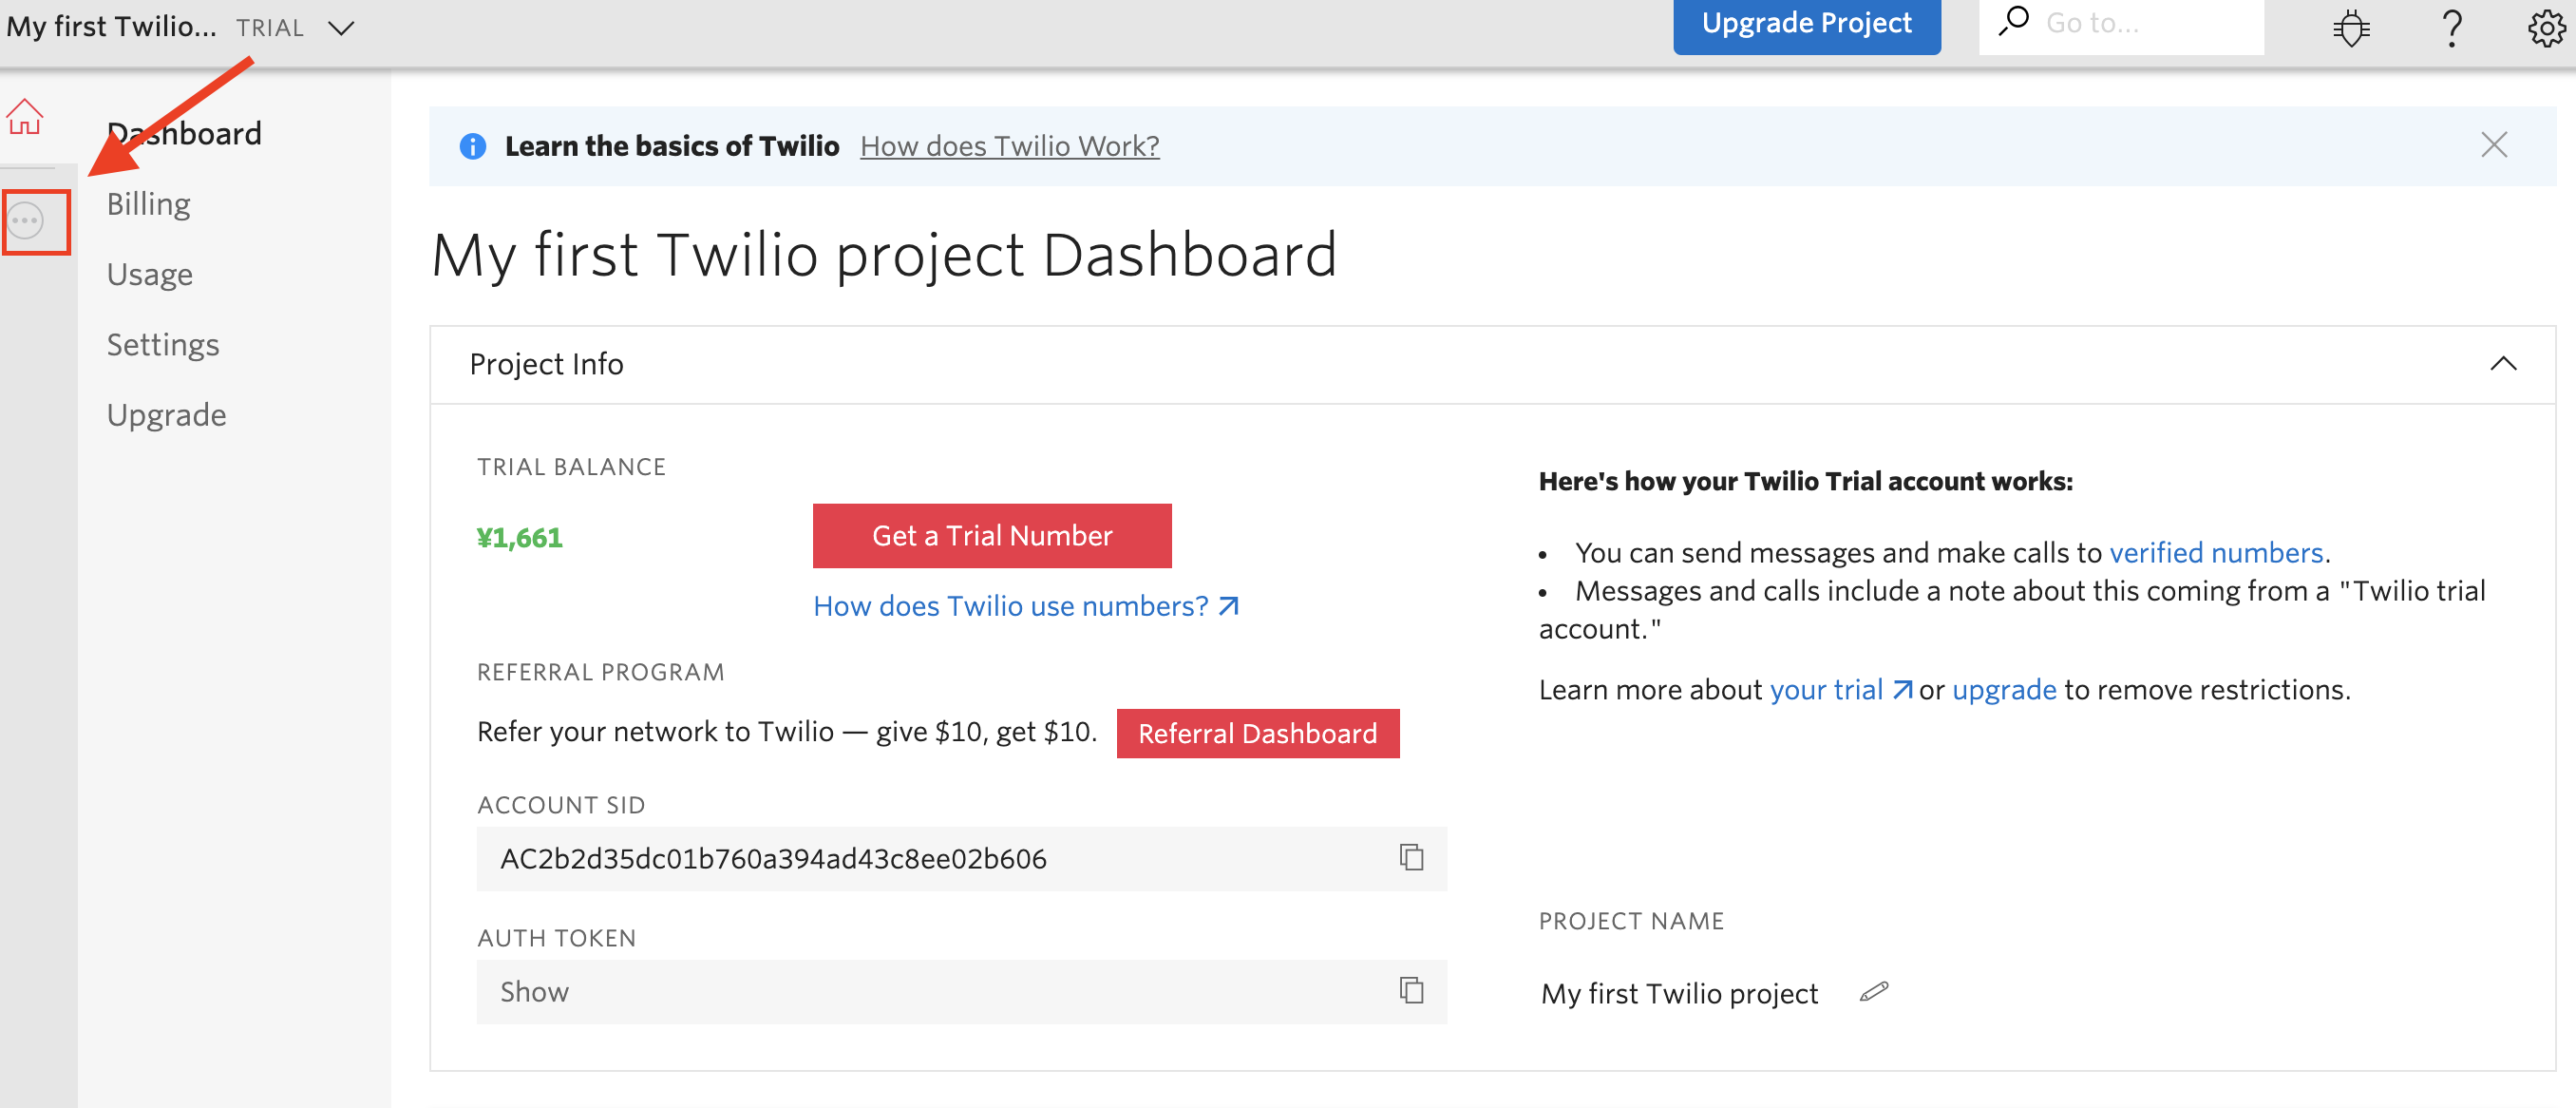 My first Twilio... TRIAL
Upgrade Project
Go to...
Dashboard
Billing
Usage
Settings
Upgrade
Learn the basics of Twilio How does Twilio Work?
My first Twilio project Dashboard
Project Info
TRIAL BALANCE
¥1,661
Get a Trial Number
How does Twilio use numbers?
REFERRAL PROGRAM
Refer your network to Twilio — give $10, get $10. Referral Dashboard
ACCOUNT SID
AC2b2d35dc01b760a394ad43c8ee02b606
AUTH TOKEN
Show
Here's how your Twilio Trial account works:
• You can send messages and make calls to verified numbers.
• Messages and calls include a note about this coming from a "Twilio trial
account."
Learn more about your trial or upgrade to remove restrictions.
PROJECT NAME
My first Twilio project